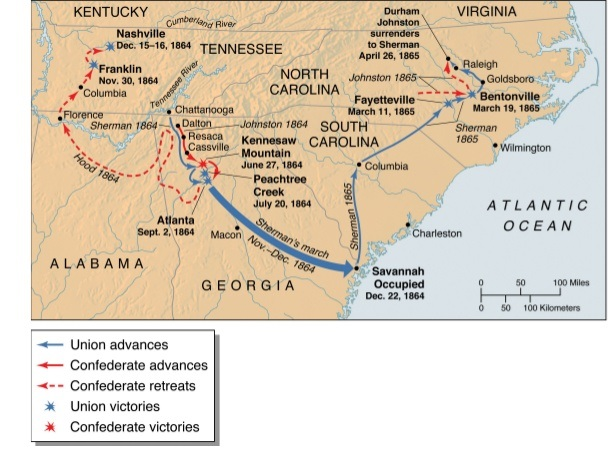 KENTUCKY
Cumberland River
VIRGINIA
Durham
Johnston
surrenders
to Sherman
April 26, 1865
Nashville
Dec. 15–16, 1864
TENNESSEE
Franklin
Nov. 30, 1864
Columbia
Tennessee River
NORTH
CAROLINA
Raleigh
Goldsboro
Johnston 1865
Fayetteville
March 11, 1865
Bentonville
March 19, 1865
Florence
Sherman 1864
Chattanooga
Dalton
Resaca
Cassville
Johnston 1864
SOUTH
CAROLINA
Sherman
1865
Wilmington
Kennesaw
Mountain
June 27, 1864
Peachtree
Creek
July 20, 1864
Hood 1864
Columbia
Atlanta
Sept. 2, 1864
Sherman's march
Nov.–Dec. 1864
Sherman 1865
Macon
Charleston
ATLANTIC
OCEAN
ALABAMA
GEORGIA
Savannah
Occupied
Dec. 22, 1864
0 50 100 Miles
0 50 100 Kilometers
Union advances
Confederate advances
Confederate retreats
Union victories
Confederate victories